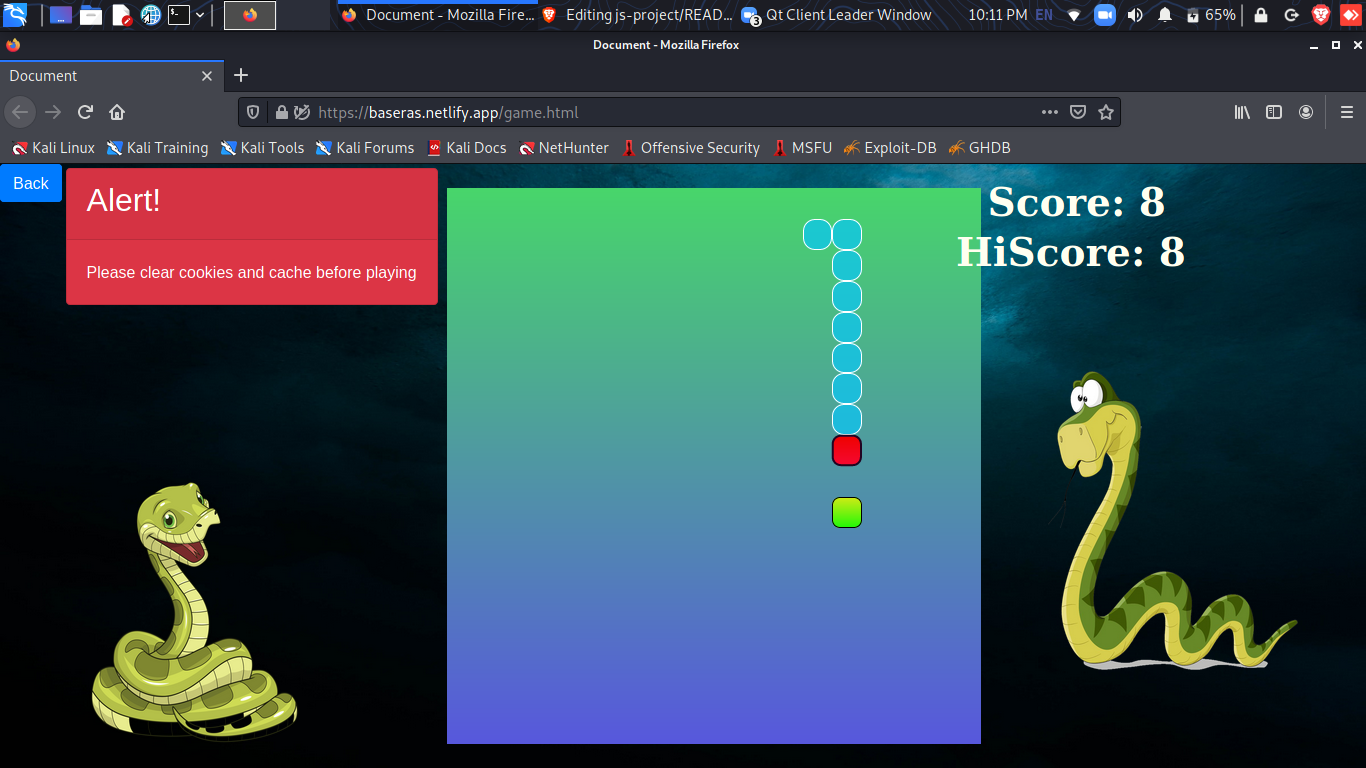 Document - Mozilla Fire...
Editing js-project/READ...
3
Qt Client Leader Window
10:11 PM
EN
65%
Document - Mozilla Firefox
Document
https://baseras.netlify.app/game.html
Kali Linux
Kali Training
Kali Tools
Kali Forums
Kali Docs
NetHunter
Offensive Security
MSFU
Exploit-DB
GHDB
Back
Alert!
Please clear cookies and cache before playing
Score: 8
HiScore: 8